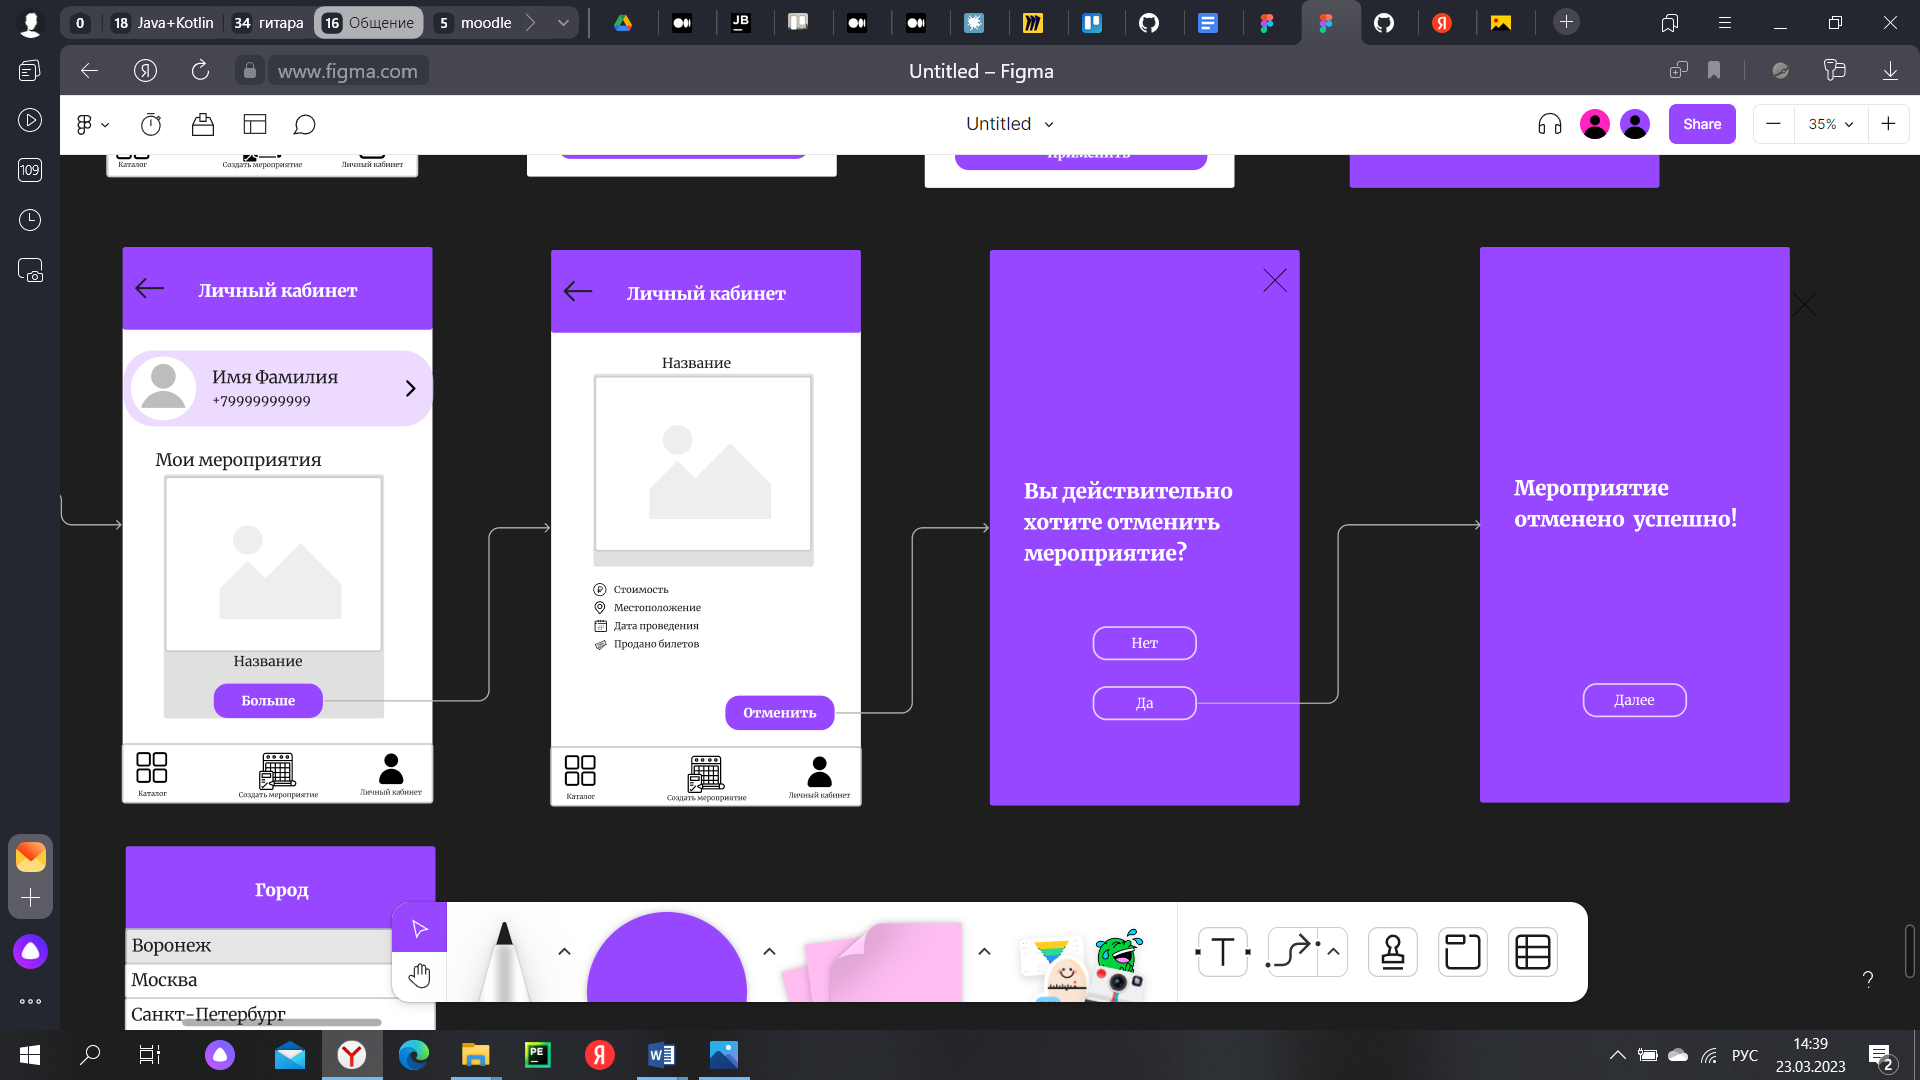 0
18 Java+Kotlin
34 гитара
16 Общение
5 moodle
JB
Я
www.figma.com
Untitled – Figma
109
Untitled
Share
35%
Каталог
Создать мероприятие
Личный кабинет
Применить
Личный кабинет
Имя Фамилия
+79999999999
Мои мероприятия
Название
Больше
Каталог
Создать мероприятие
Личный кабинет
Личный кабинет
Название
Стоимость
Местоположение
Дата проведения
Продано билетов
Отменить
Каталог
Создать мероприятие
Личный кабинет
Вы действительно
хотите отменить
мероприятие?
Нет
Да
Мероприятие
отменено успешно!
Далее
Город
Воронеж
Москва
Санкт-Петербург
T
?
PE
Я
РУС
14:39
23.03.2023
2